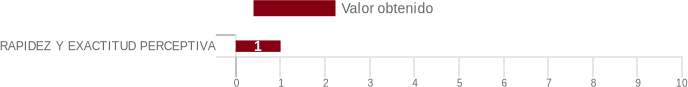 Valor obtenido
RAPIDEZ Y EXACTITUD PERCEPTIVA 1
0 1 2 3 4 5 6 7 8 9 10